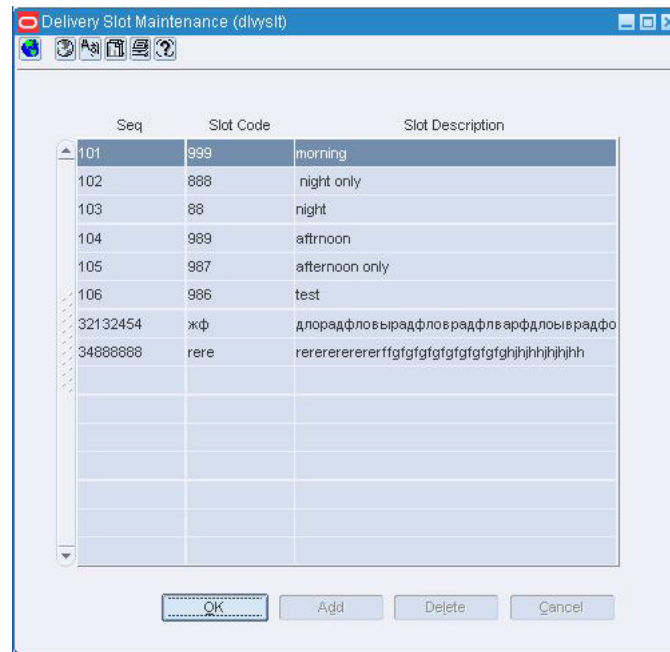 Delivery Slot Maintenance (dlvyslt)
Seq Slot Code Slot Description
101 999 morning
102 888 night only
103 88 night
104 989 aftrnoon
105 987 afternoon only
106 986 test
32132454 жф длорадфловырадфловрадфлварфдлоыврадфо
34888888 rere rerererererererffgfgfgfgfgfgfgfgfghjhjhhjhjhjhh
OK Add Delete Cancel